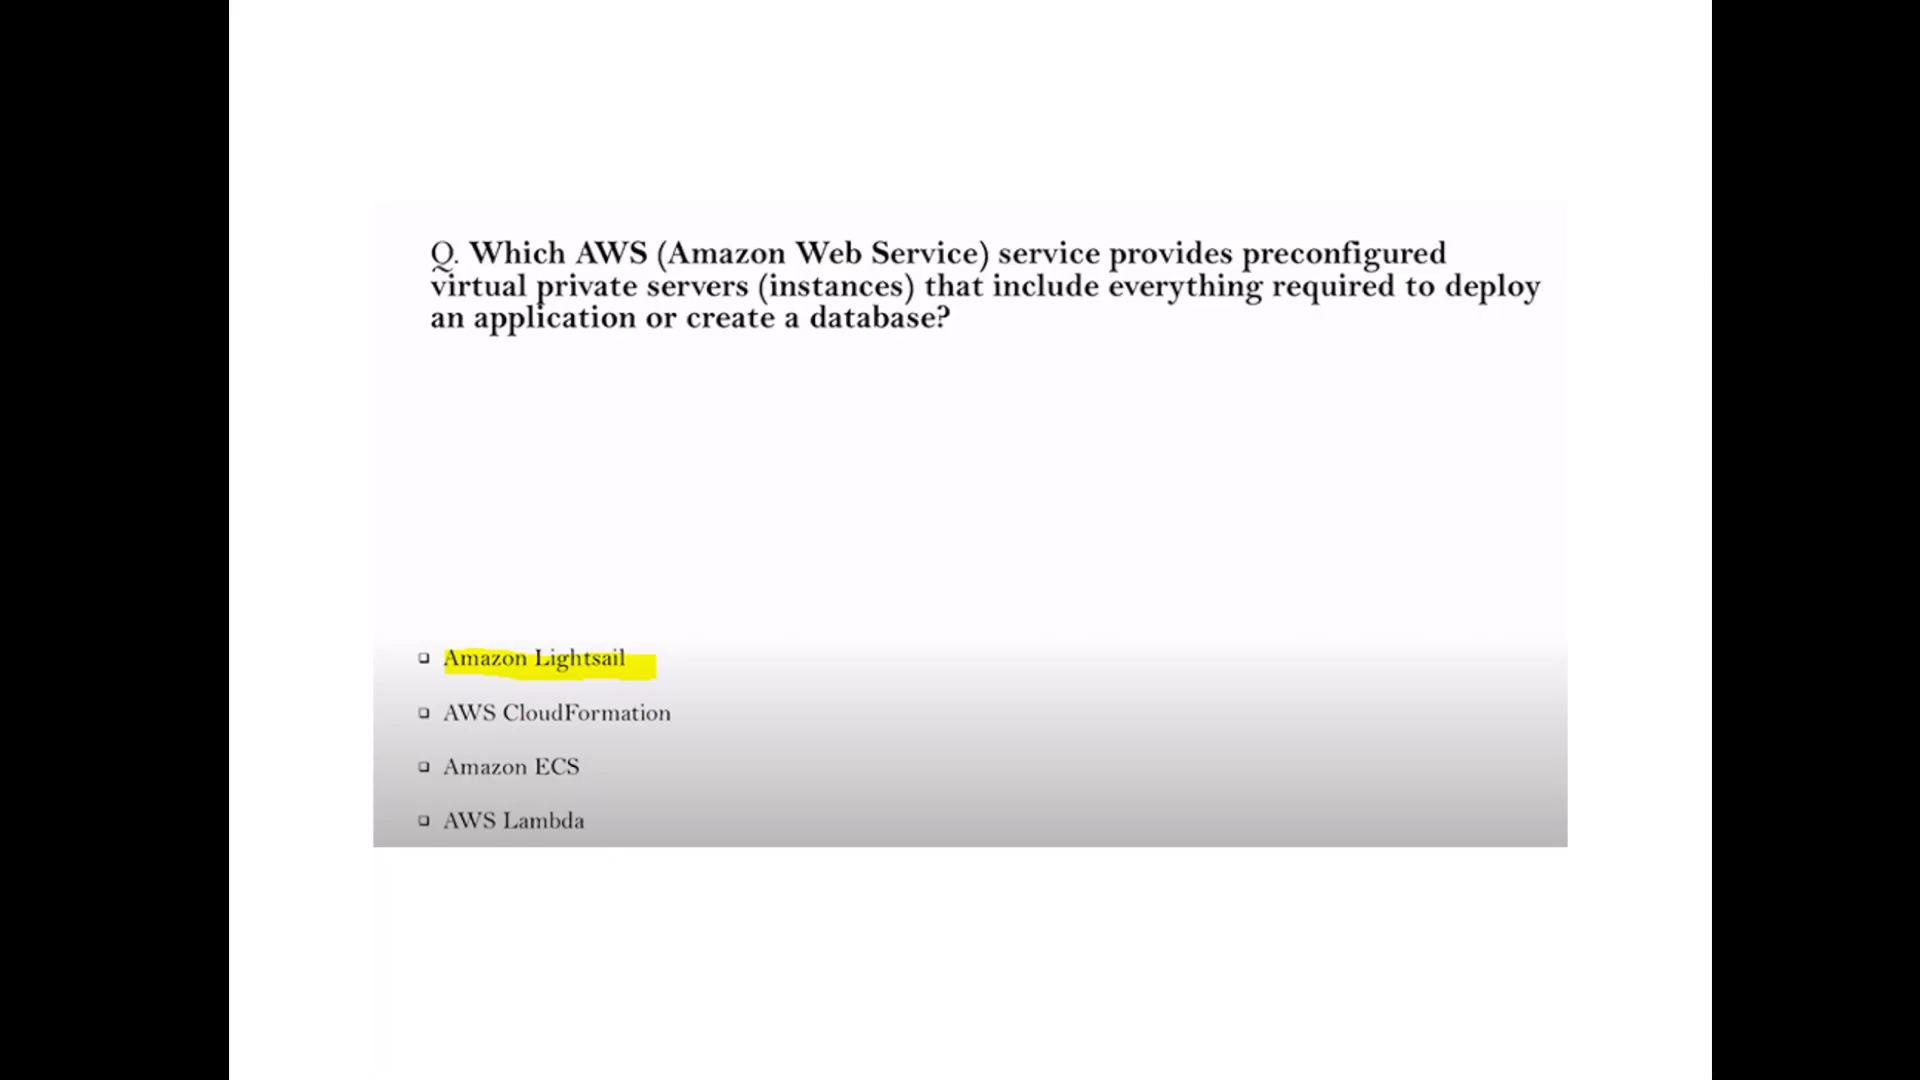 Q. Which AWS (Amazon Web Service) service provides preconfigured
virtual private servers (instances) that include everything required to deploy
an application or create a database?
❑ Amazon Lightsail
❑ AWS CloudFormation
❑ Amazon ECS
❑ AWS Lambda